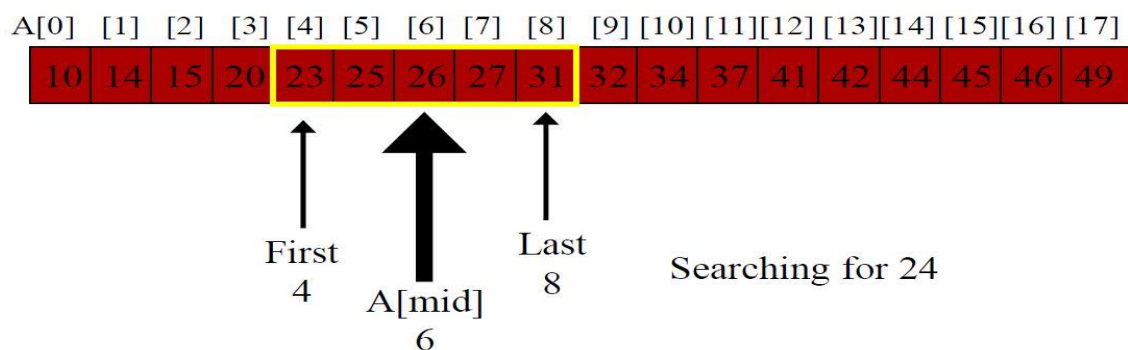 A[0] [1] [2] [3] [4] [5] [6] [7] [8] [9] [10] [11][12] [13][14] [15][16] [17]
10 14 15 20 23 25 26 27 31 32 34 37 41 42 44 45 46 49
First
4
Last
8
Searching for 24
A[mid]
6